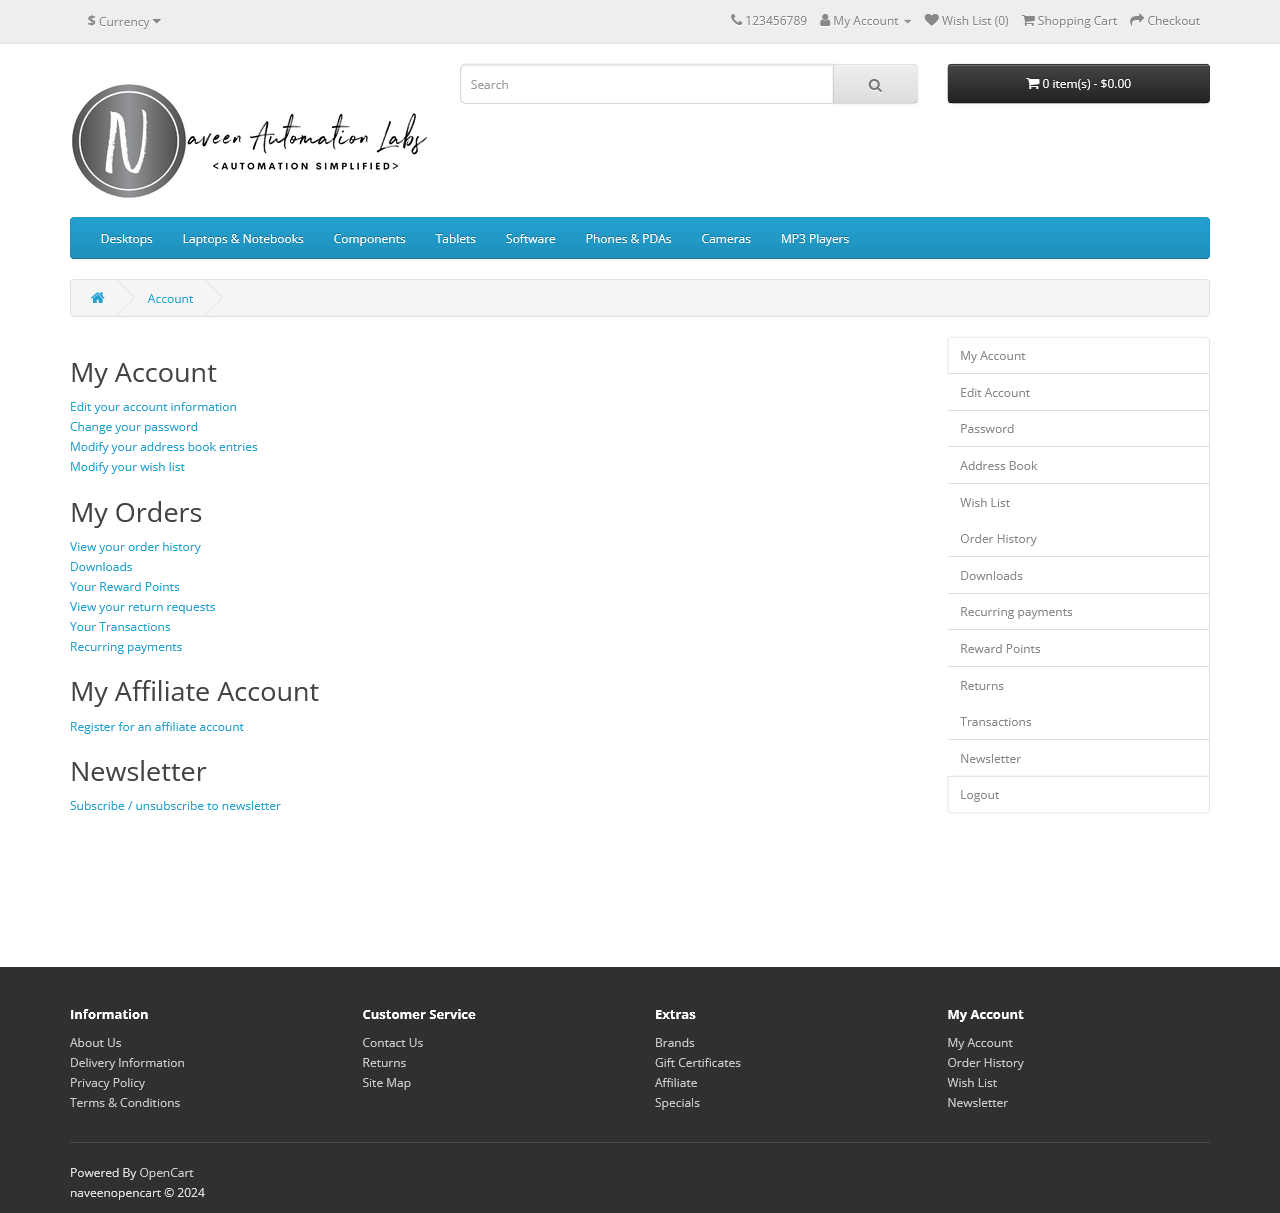 $ Currency
123456789 My Account Wish List (0) Shopping Cart Checkout
Search
0 item(s) - $0.00
N aveen Automation Labs
<AUTOMATION SIMPLIFIED>
Desktops Laptops & Notebooks Components Tablets Software Phones & PDAs Cameras MP3 Players
Account
My Account
Edit your account information
Change your password
Modify your address book entries
Modify your wish list
My Orders
View your order history
Downloads
Your Reward Points
View your return requests
Your Transactions
Recurring payments
My Affiliate Account
Register for an affiliate account
Newsletter
Subscribe / unsubscribe to newsletter
My Account
Edit Account
Password
Address Book
Wish List
Order History
Downloads
Recurring payments
Reward Points
Returns
Transactions
Newsletter
Logout
Information
About Us
Delivery Information
Privacy Policy
Terms & Conditions
Customer Service
Contact Us
Returns
Site Map
Extras
Brands
Gift Certificates
Affiliate
Specials
My Account
My Account
Order History
Wish List
Newsletter
Powered By OpenCart
naveenopencart © 2024